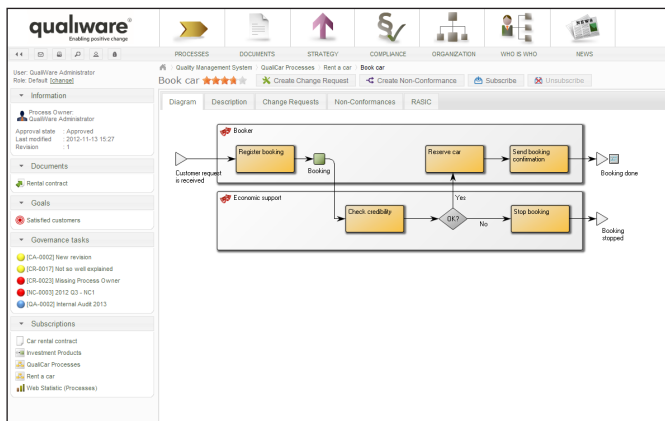 qualiware®
Enabling positive change
NEWS
PROCESSES
DOCUMENTS
STRATEGY
COMPLIANCE
ORGANIZATION
WHO IS WHO
NEWS
User: QualiWare Administrator
Role: Default [change]
Quality Management System
QualiCar Processes
Rent a car
Book car
Book car
Create Change Request
Create Non-Conformance
Subscribe
Unsubscribe
Information
Process Owner:
QualiWare Administrator
Approval state : Approved
Last modified : 2012-11-13 15:27
Revision : 1
Documents
Rental contract
Goals
Satisfied customers
Governance tasks
[CA-0002] New revision
[CR-0017] Not so well explained
[CR-0023] Missing Process Owner
[NC-0003] 2012 Q3 - NC1
[QA-0002] Internal Audit 2013
Subscriptions
Car rental contract
Investment Products
QualiCar Processes
Rent a car
Web Statistic (Processes)
Diagram
Description
Change Requests
Non-Conformances
RASIC
Booker
Register booking
Reserve car
Send booking
confirmation
Customer request
is received
Booking
Booking done
Economic support
Yes
Check credibility
OK?
No
Stop booking
Booking
stopped